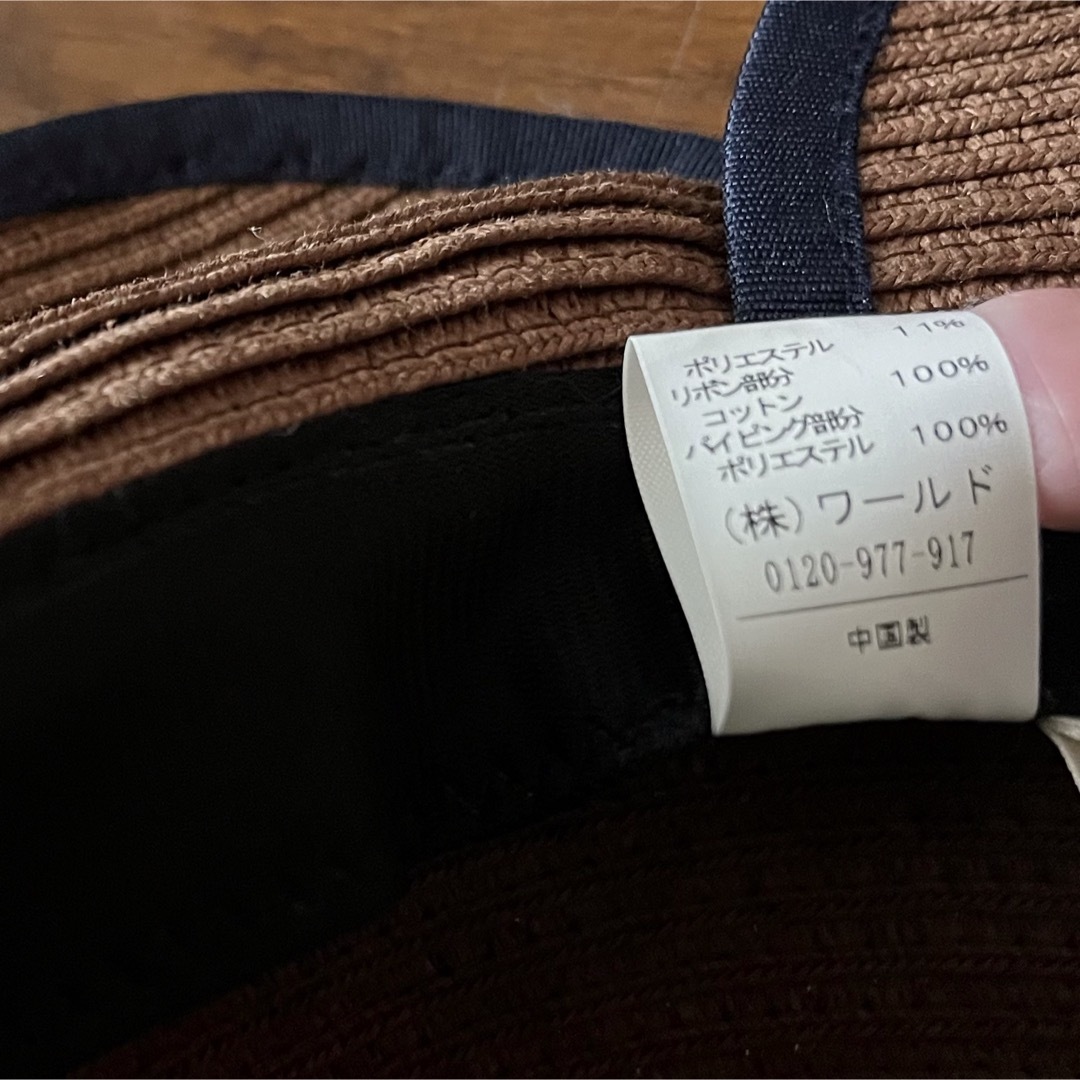 ポリエステル 11%
リボン部分
コットン 100%
パイピング部分
ポリエステル 100%
(株)ワールド
0120-977-917
中国製